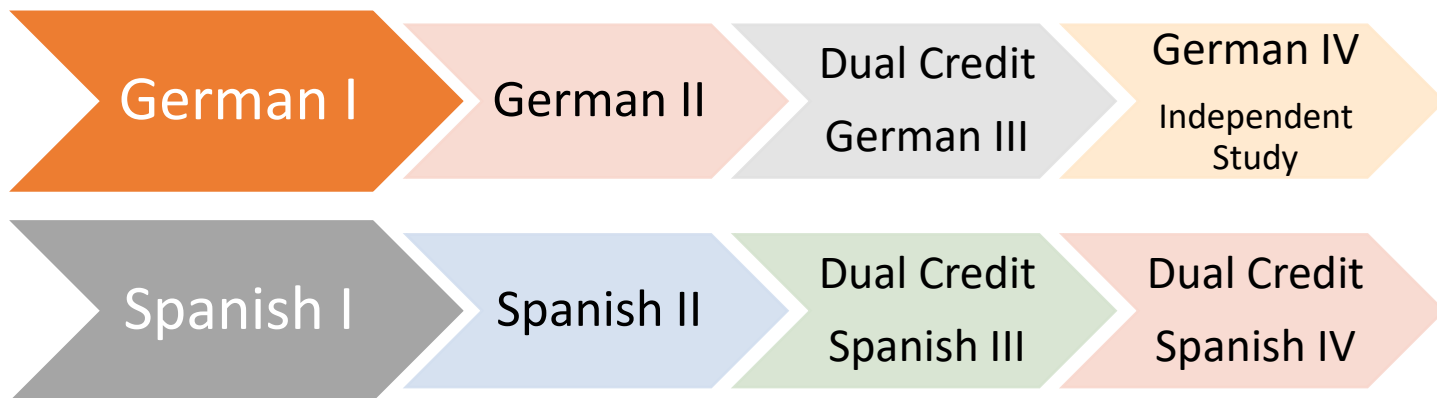 German I
German II
Dual Credit
German III
German IV
Independent
Study
Spanish I
Spanish II
Dual Credit
Spanish III
Dual Credit
Spanish IV